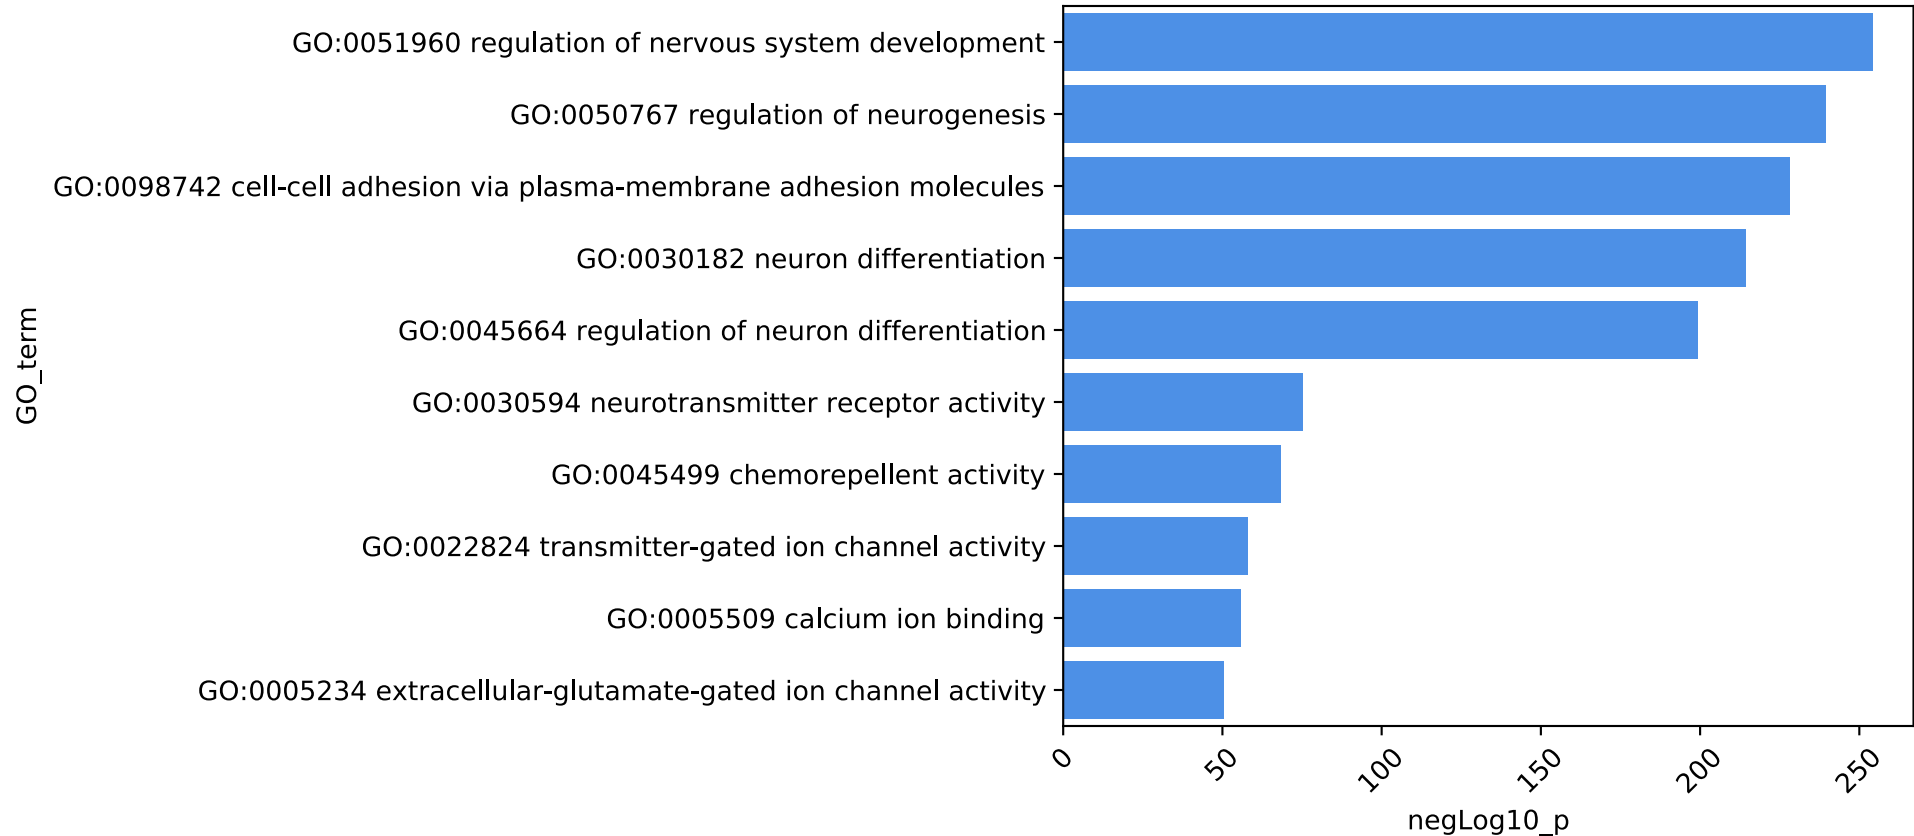 GO:0051960 regulation of nervous system development
GO:0050767 regulation of neurogenesis
GO:0098742 cell-cell adhesion via plasma-membrane adhesion molecules
GO:0030182 neuron differentiation
GO:0045664 regulation of neuron differentiation
GO:0030594 neurotransmitter receptor activity
GO:0045499 chemorepellent activity
GO:0022824 transmitter-gated ion channel activity
GO:0005509 calcium ion binding
GO:0005234 extracellular-glutamate-gated ion channel activity
GO_term
0
50
100
150
200
250
negLog10_p